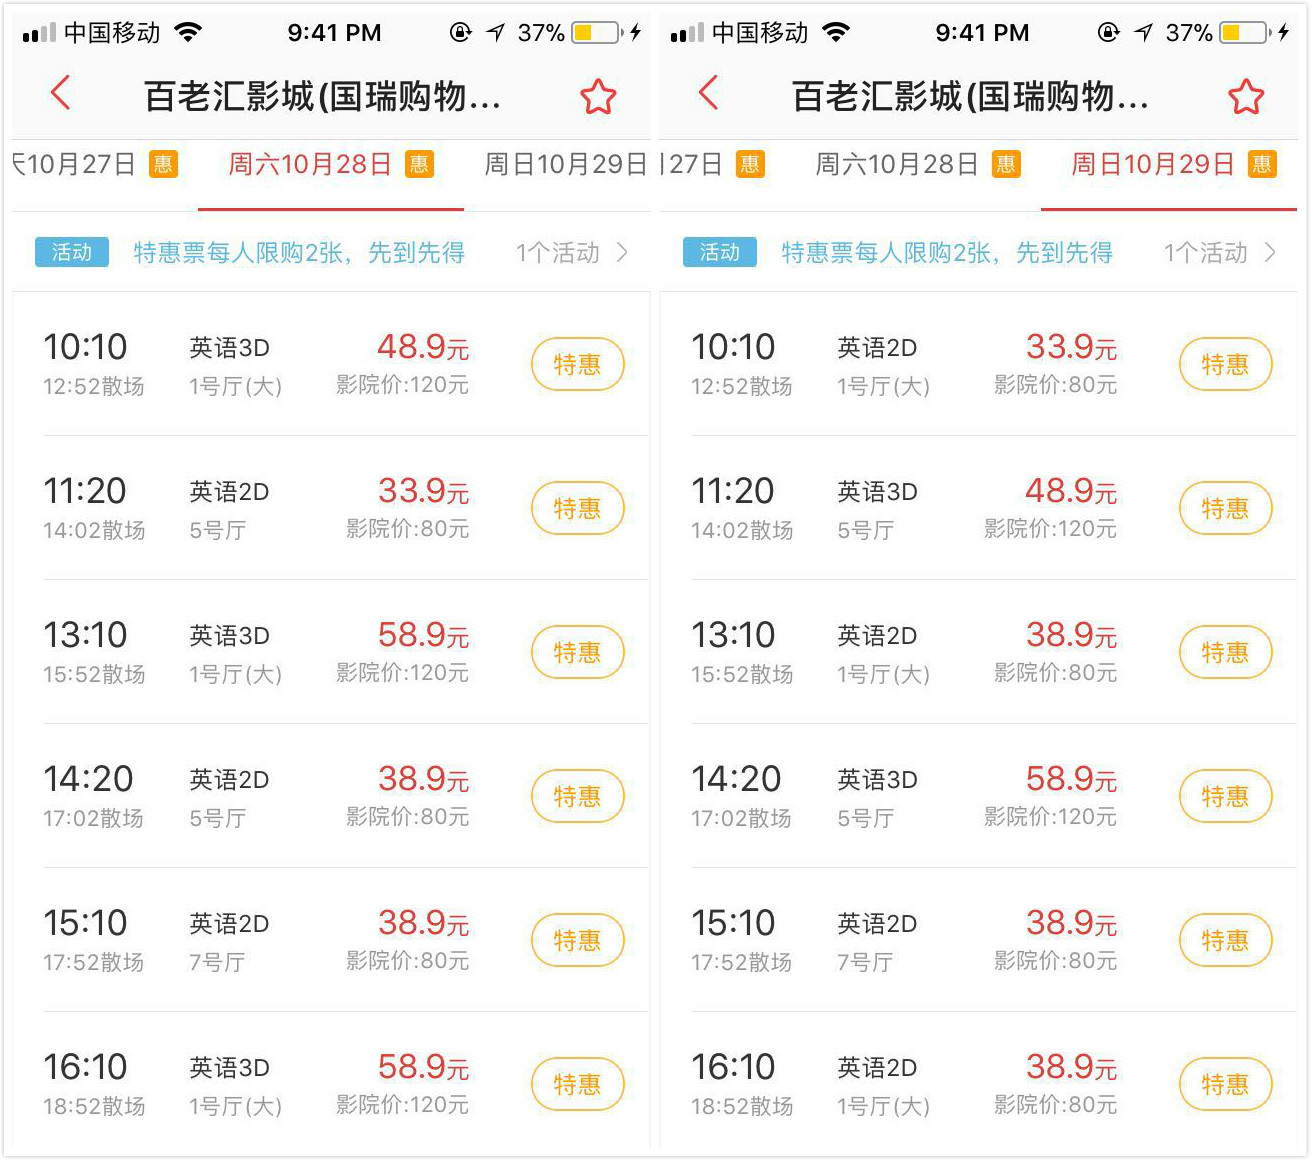 中国移动 9:41 PM 37%
百老汇影城(国瑞购物...
10月27日 惠 周六10月28日 惠 周日10月29日
活动 特惠票每人限购2张，先到先得 1个活动
10:10 英语3D 48.9元 特惠
12:52散场 1号厅(大) 影院价:120元
11:20 英语2D 33.9元 特惠
14:02散场 5号厅 影院价:80元
13:10 英语3D 58.9元 特惠
15:52散场 1号厅(大) 影院价:120元
14:20 英语2D 38.9元 特惠
17:02散场 5号厅 影院价:80元
15:10 英语2D 38.9元 特惠
17:52散场 7号厅 影院价:80元
16:10 英语3D 58.9元 特惠
18:52散场 1号厅(大) 影院价:120元
中国移动 9:41 PM 37%
百老汇影城(国瑞购物...
27日 惠 周六10月28日 惠 周日10月29日 惠
活动 特惠票每人限购2张，先到先得 1个活动
10:10 英语2D 33.9元 特惠
12:52散场 1号厅(大) 影院价:80元
11:20 英语3D 48.9元 特惠
14:02散场 5号厅 影院价:120元
13:10 英语2D 38.9元 特惠
15:52散场 1号厅(大) 影院价:80元
14:20 英语3D 58.9元 特惠
17:02散场 5号厅 影院价:120元
15:10 英语2D 38.9元 特惠
17:52散场 7号厅 影院价:80元
16:10 英语2D 38.9元 特惠
18:52散场 1号厅(大) 影院价:80元